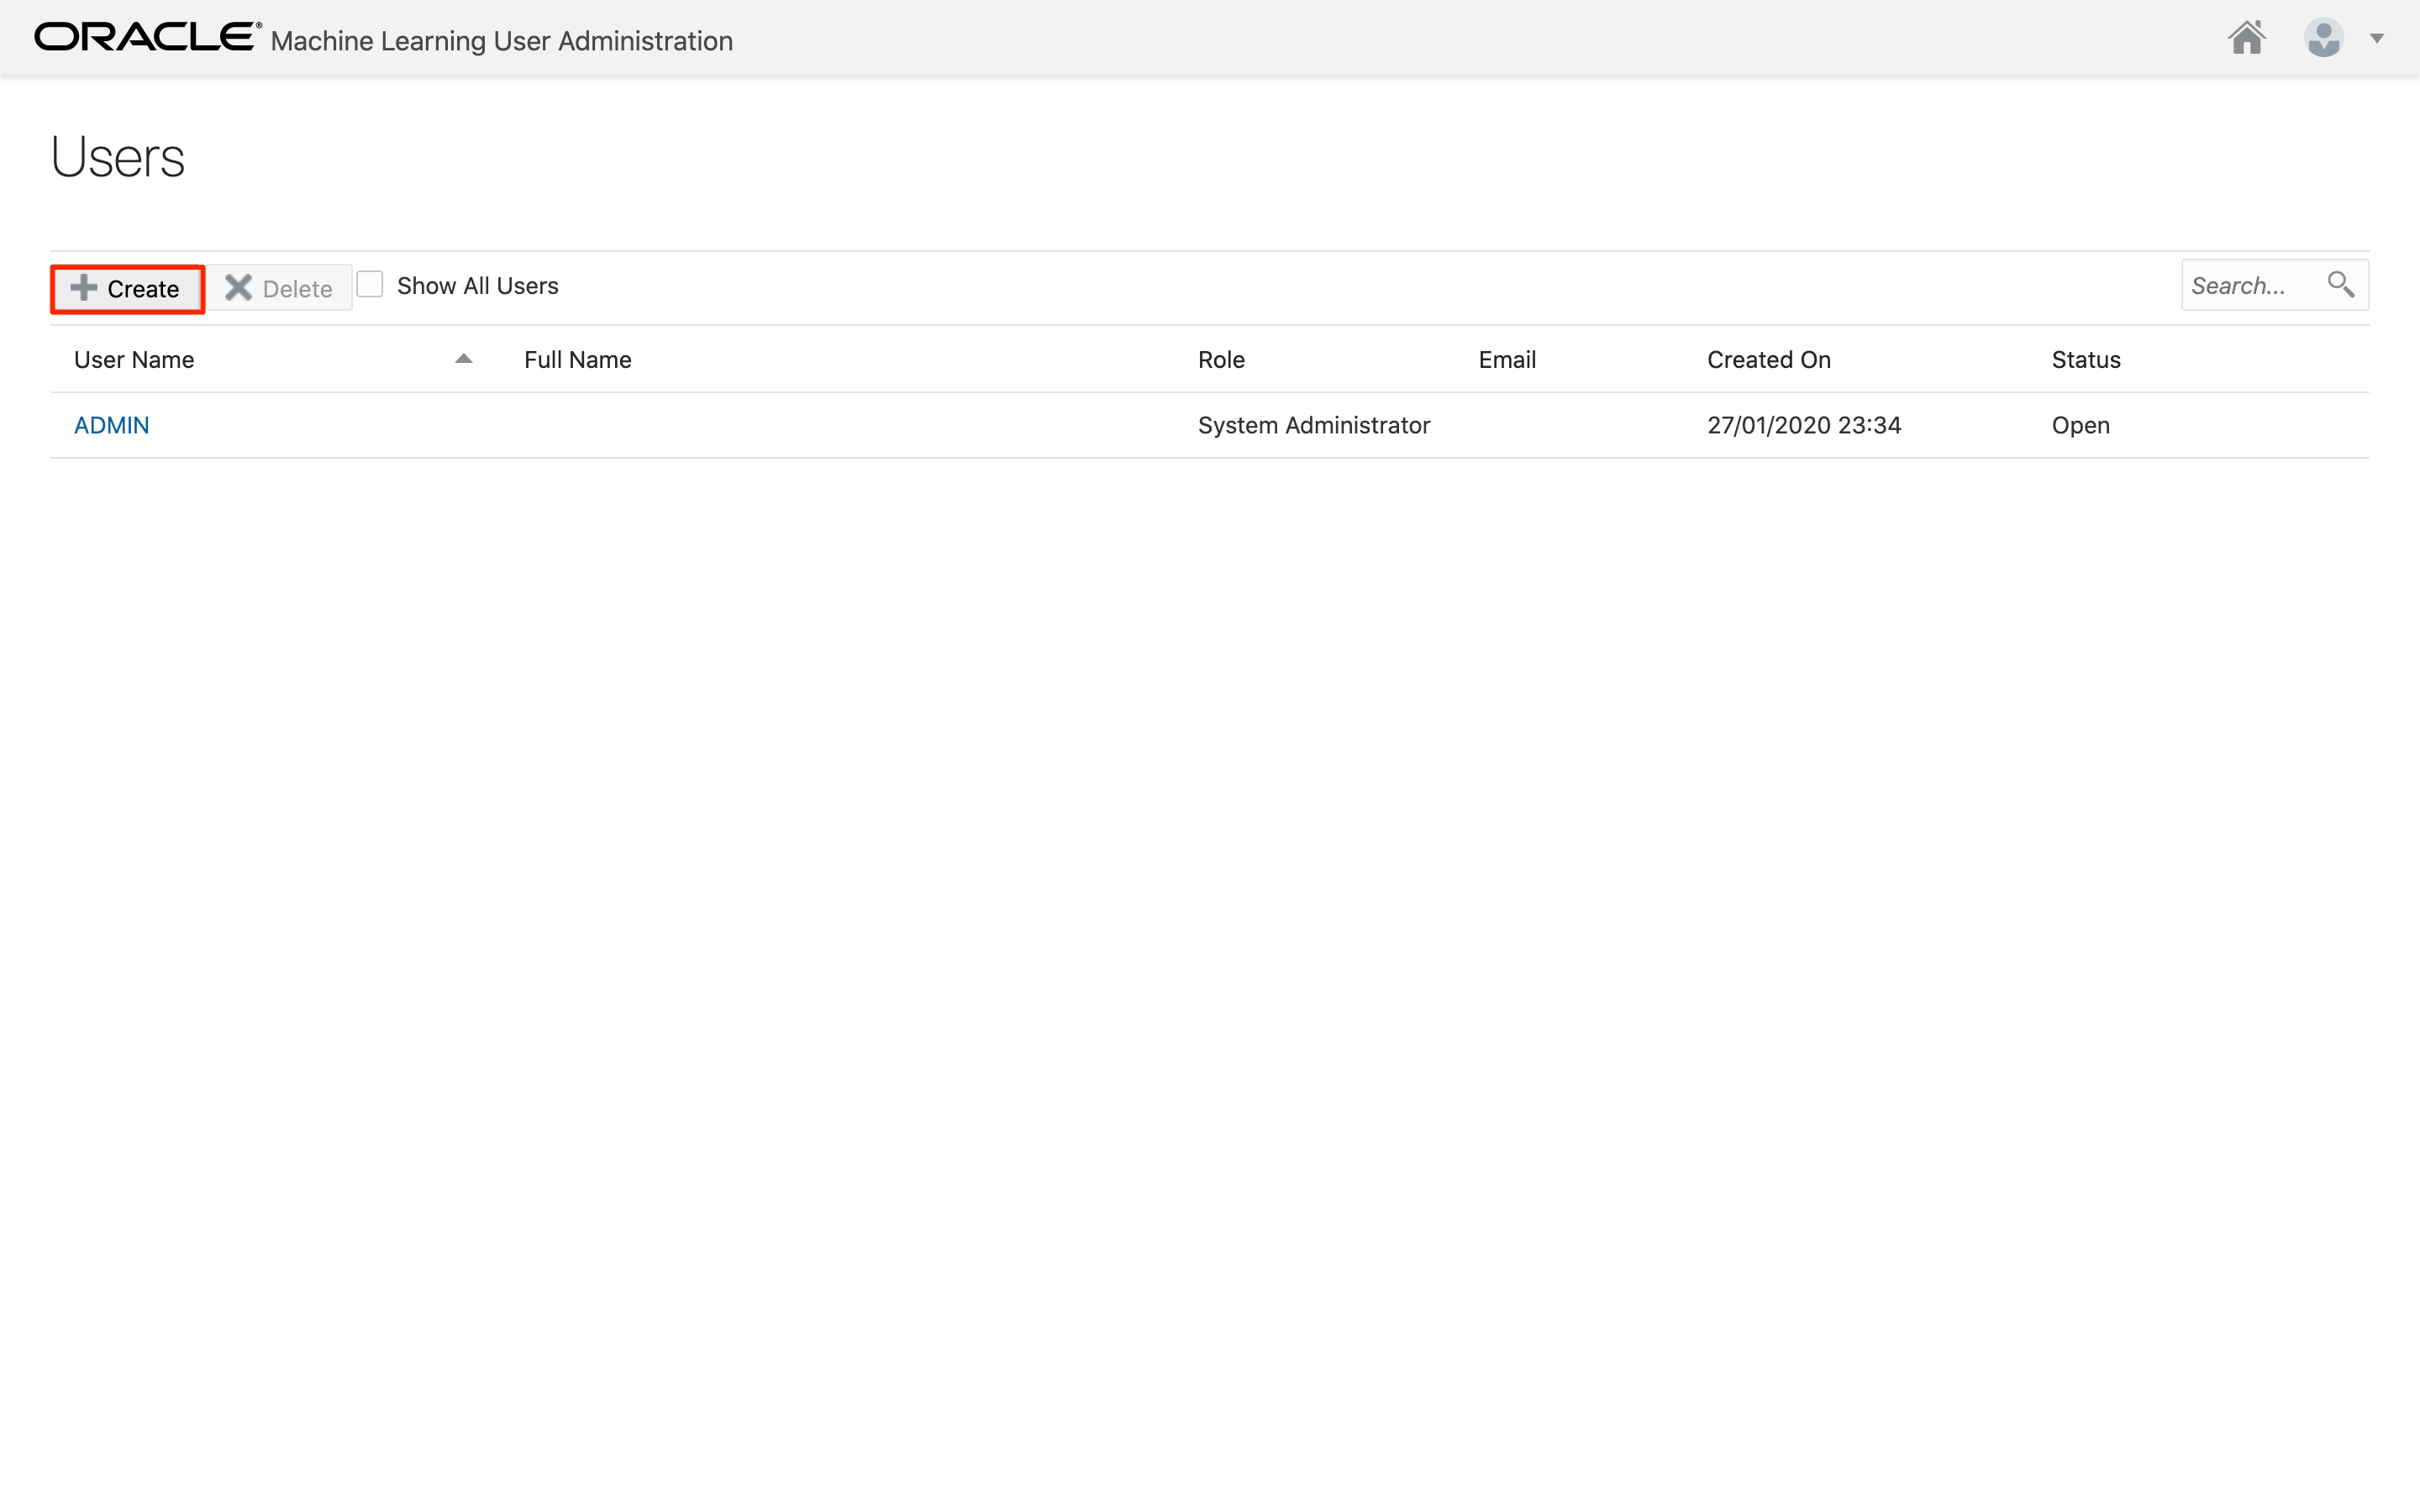 ORACLE® Machine Learning User Administration
Users
Create Delete Show All Users Search...
User Name Full Name Role Email Created On Status
ADMIN System Administrator 27/01/2020 23:34 Open